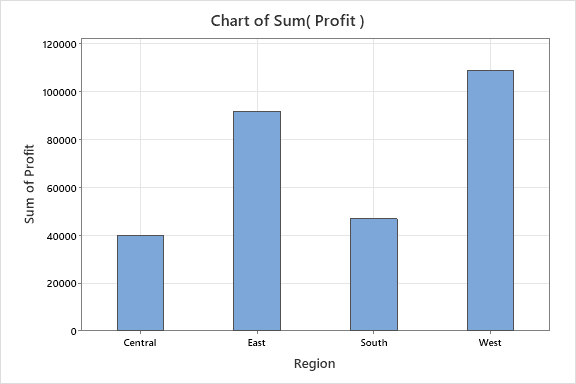 Chart of Sum( Profit )
Sum of Profit
120000
100000
80000
60000
40000
20000
0
Central East South West
Region